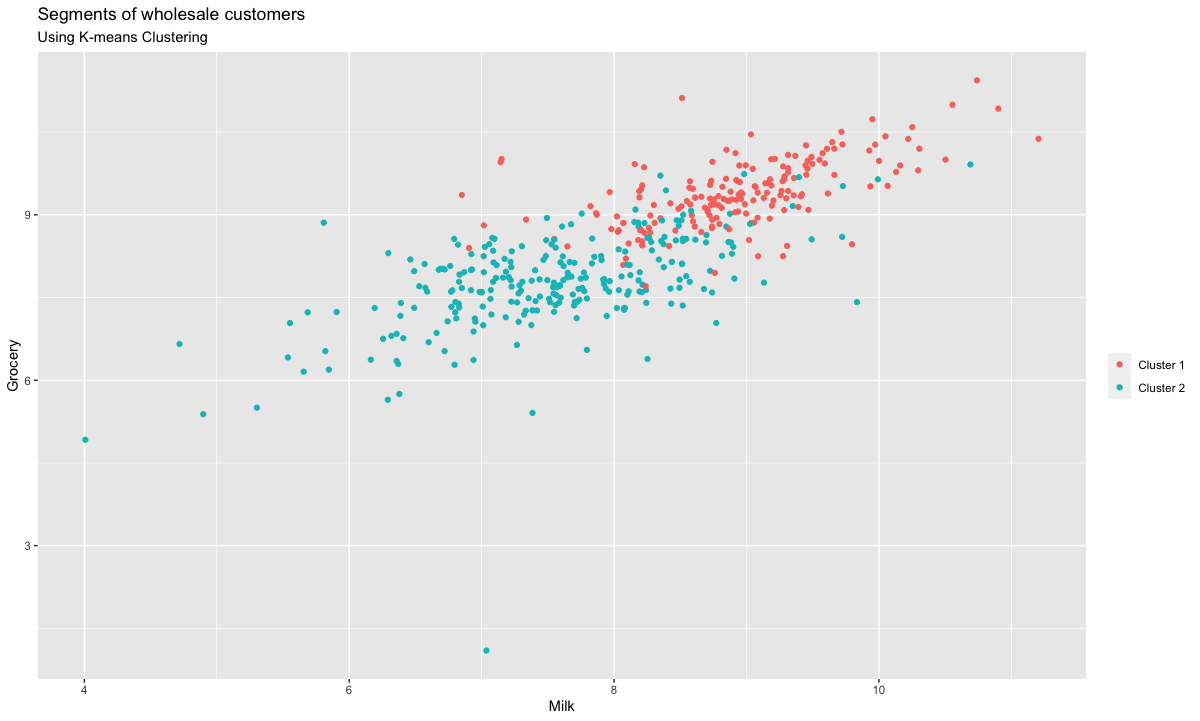 Segments of wholesale customers
Using K-means Clustering
9
6
3
Grocery
4 6 8 10
Milk
Cluster 1
Cluster 2